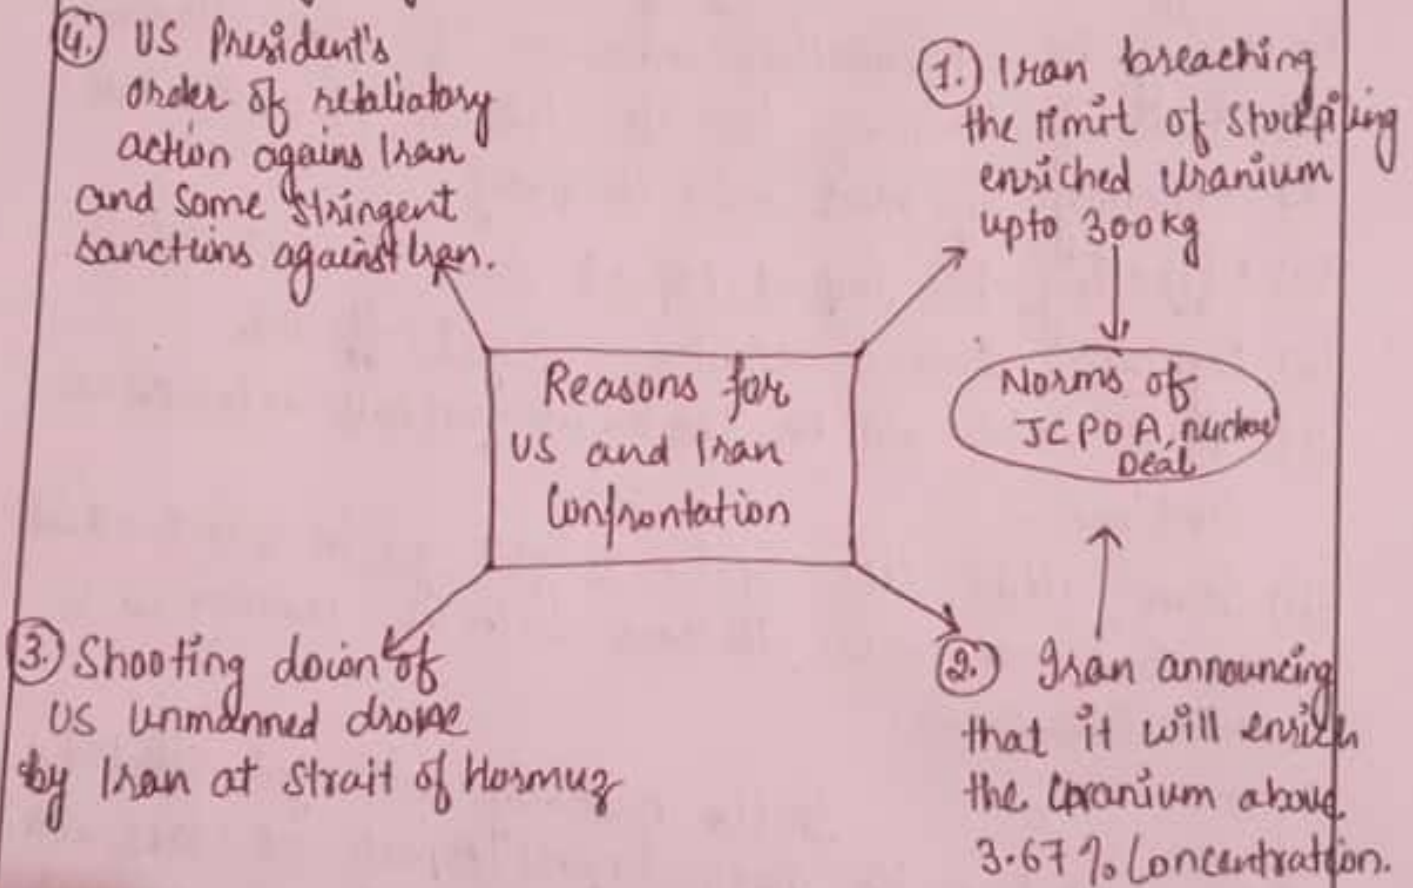 4. US President's
order of retaliatory
action agains Iran
and some stringent
sanctions against Iran.
1. Iran breaching
the limit of stockpiling
enriched Uranium
upto 300kg
Norms of
JCPOA, nuclear
Deal
Reasons for
US and Iran
Confrontation
3. Shooting down of
US unmanned drone
by Iran at Strait of Hormuz
2. Iran announcing
that it will enrich
the uranium above
3.67% Concentration.